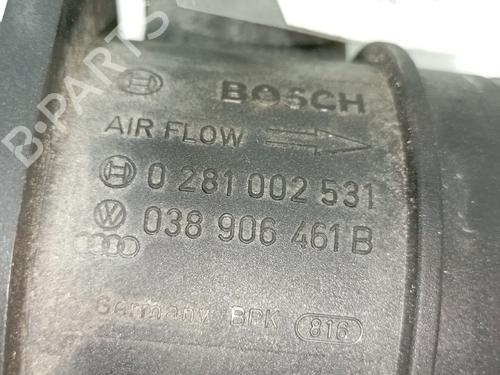 BOSCH
AIR FLOW
0 281 002 531
038 906 461 B
Germany BPK 816
B-PARTS